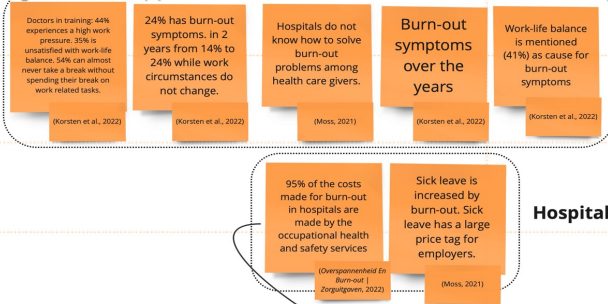 Doctors in training: 44%
experiences a high work
pressure. 35% is
unsatisfied with work-life
balance. 54% can almost
never take a break without
spending their break on
work related tasks.
(Korsten et al., 2022)
24% has burn-out
symptoms. in 2
years from 14% to
24% while work
circumstances do
not change.
(Korsten et al., 2022)
Hospitals do not
know how to solve
burn-out
problems among
health care givers.
(Moss, 2021)
Burn-out
symptoms
over the
years
(Korsten et al., 2022)
Work-life balance
is mentioned
(41%) as cause for
burn-out
symptoms
(Korsten et al., 2022)
95% of the costs
made for burn-out
in hospitals are
made by the
occupational health
and safety services
(Overspannenheid En
Burn-out |
Zorguitgaven, 2022)
Sick leave is
increased by
burn-out. Sick
leave has a large
price tag for
employers.
(Moss, 2021)
Hospital